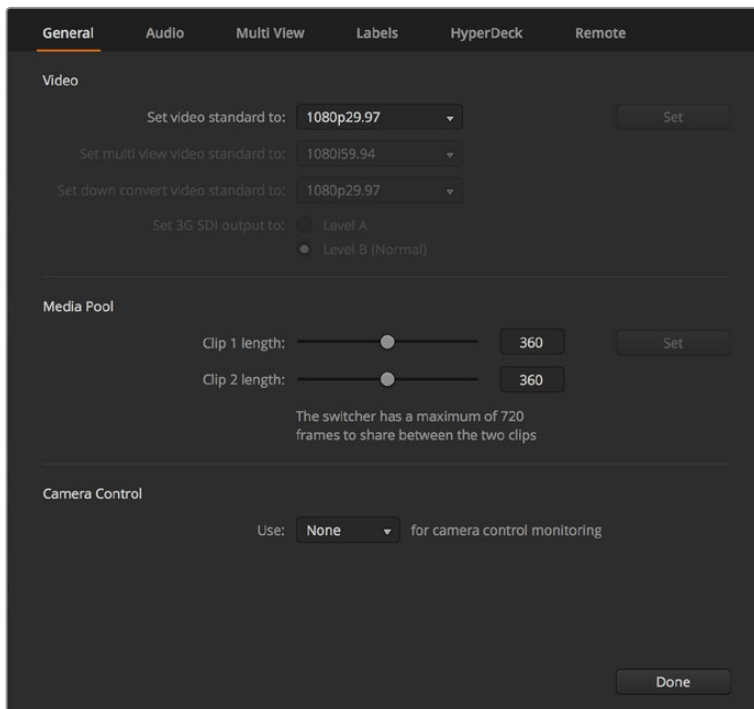 General Audio Multi View Labels HyperDeck Remote
Video
Set video standard to: 1080p29.97 Set
Set multi view video standard to: 1080i59.94
Set down convert video standard to: 1080p29.97
Set 3G SDI output to: Level A
Level B (Normal)
Media Pool
Clip 1 length: 360 Set
Clip 2 length: 360
The switcher has a maximum of 720
frames to share between the two clips
Camera Control
Use: None for camera control monitoring
Done